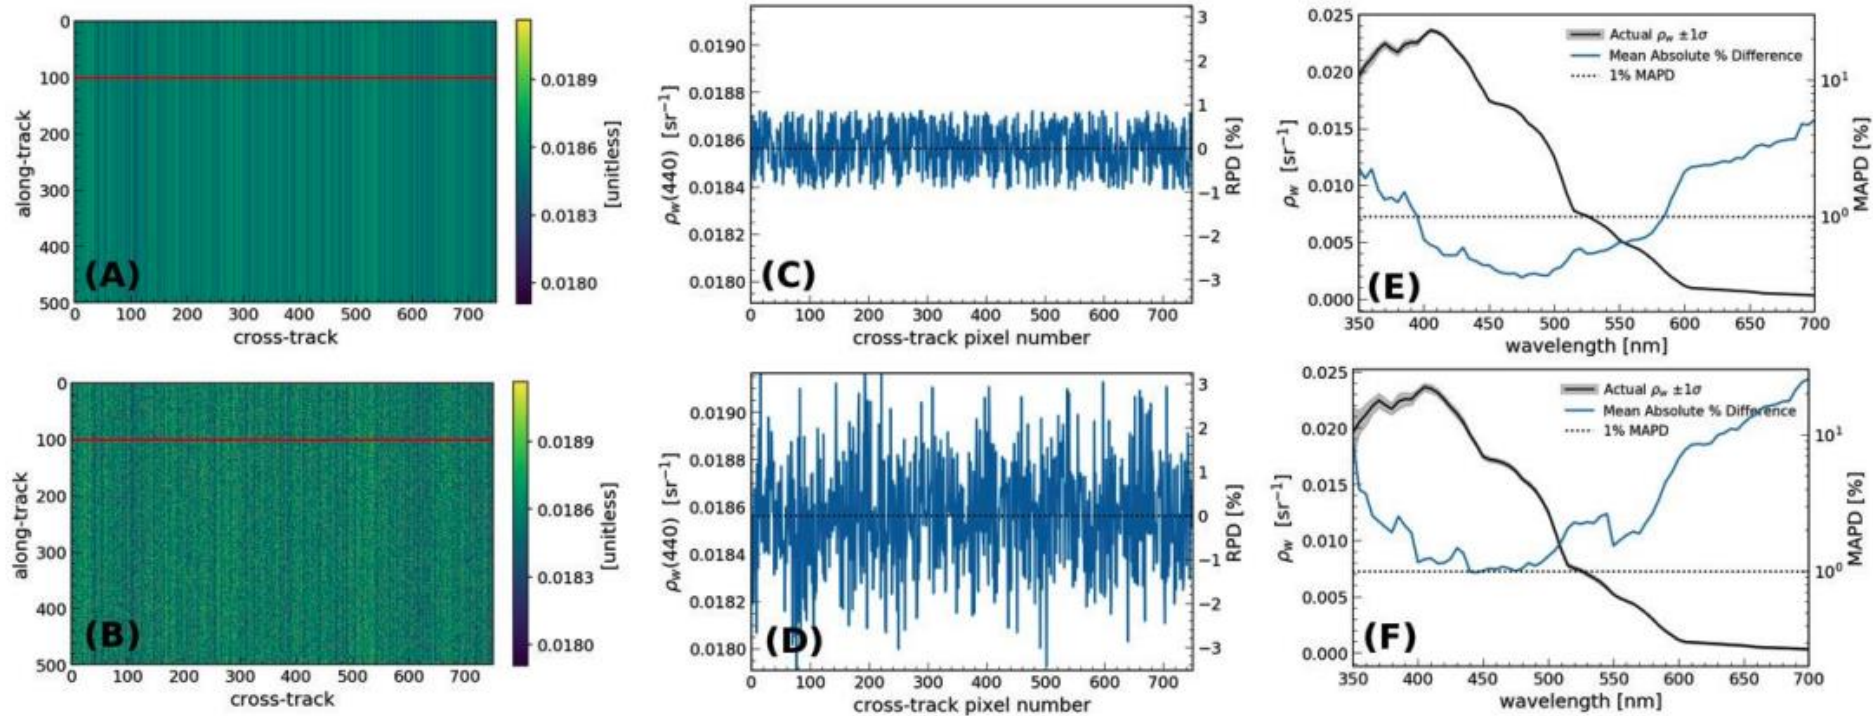 0
100
200
300
400
500
along-track
(A)
0 100 200 300 400 500 600 700
cross-track
0.0189
0.0186
0.0183
0.0180
[unitless]
0.0190
0.0188
0.0186
0.0184
0.0182
0.0180
ρw(440) [sr−1]
(C)
0 100 200 300 400 500 600 700
cross-track pixel number
3
2
1
0
−1
−2
−3
RPD [%]
0.025
0.020
0.015
0.010
0.005
0.000
ρw [sr−1]
Actual ρw ±1σ
Mean Absolute % Difference
1% MAPD
(E)
350 400 450 500 550 600 650 700
wavelength [nm]
10¹
10⁰
MAPD [%]
0
100
200
300
400
500
along-track
(B)
0 100 200 300 400 500 600 700
cross-track
0.0189
0.0186
0.0183
0.0180
[unitless]
0.0190
0.0188
0.0186
0.0184
0.0182
0.0180
ρw(440) [sr−1]
(D)
0 100 200 300 400 500 600 700
cross-track pixel number
3
2
1
0
−1
−2
−3
RPD [%]
0.025
0.020
0.015
0.010
0.005
0.000
ρw [sr−1]
Actual ρw ±1σ
Mean Absolute % Difference
1% MAPD
(F)
350 400 450 500 550 600 650 700
wavelength [nm]
10¹
10⁰
MAPD [%]